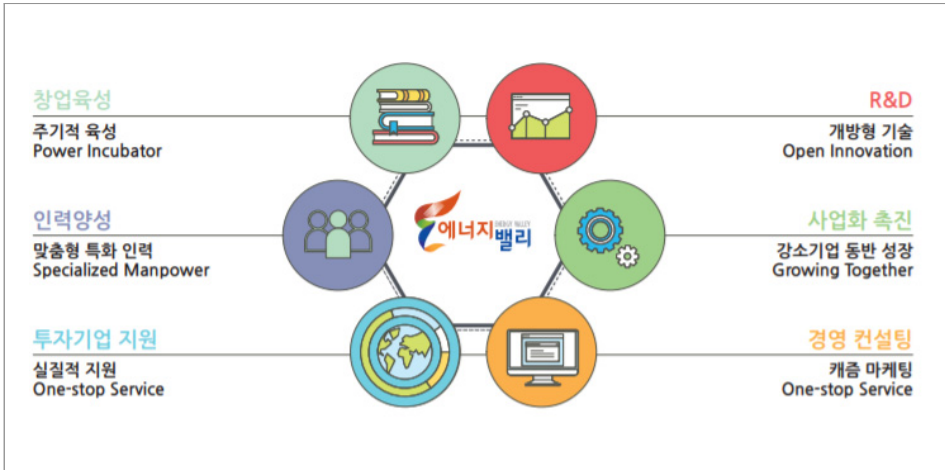 창업육성
주기적 육성
Power Incubator
R&D
개방형 기술
Open Innovation
인력양성
맞춤형 특화 인력
Specialized Manpower
에너지
ENERGY VALLEY
밸리
사업화 촉진
강소기업 동반 성장
Growing Together
투자기업 지원
실질적 지원
One-stop Service
경영 컨설팅
캐즘 마케팅
One-stop Service